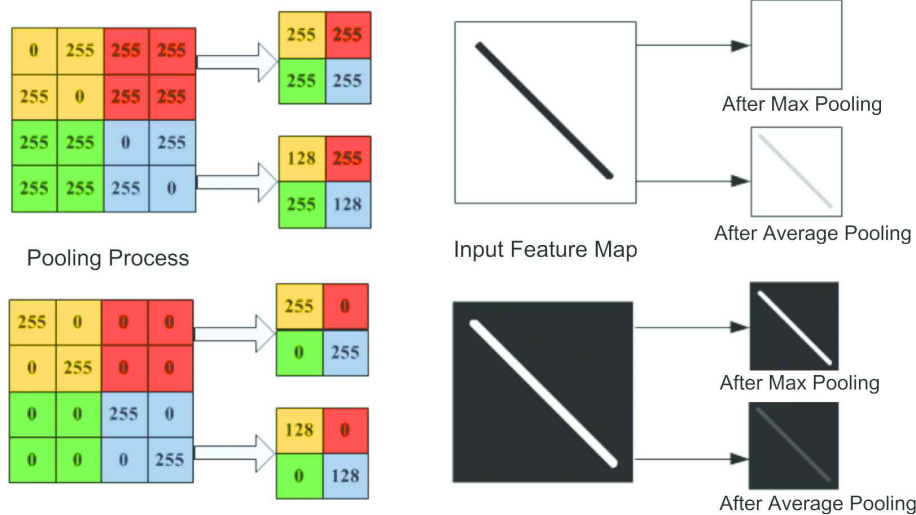 0 255 255 255
255 0 255 255
255 255 0 255
255 255 255 0
255 255
255 255
128 255
255 128
Pooling Process
After Max Pooling
After Average Pooling
Input Feature Map
255 0 0 0
0 255 0 0
0 0 255 0
0 0 0 255
255 0
0 255
128 0
0 128
After Max Pooling
After Average Pooling